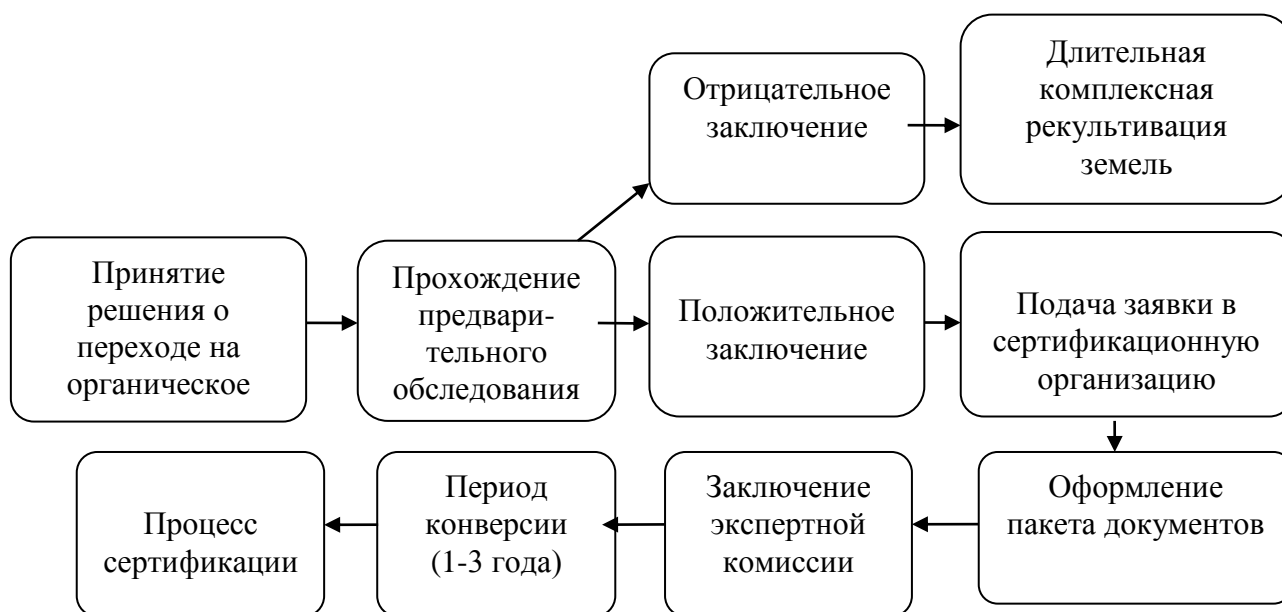 Отрицательное
заключение
Длительная
комплексная
рекультивация
земель
Принятие
решения о
переходе на
органическое
Прохождение
предвари-
тельного
обследования
Положительное
заключение
Подача заявки в
сертификационную
организацию
Процесс
сертификации
Период
конверсии
(1-3 года)
Заключение
экспертной
комиссии
Оформление
пакета документов